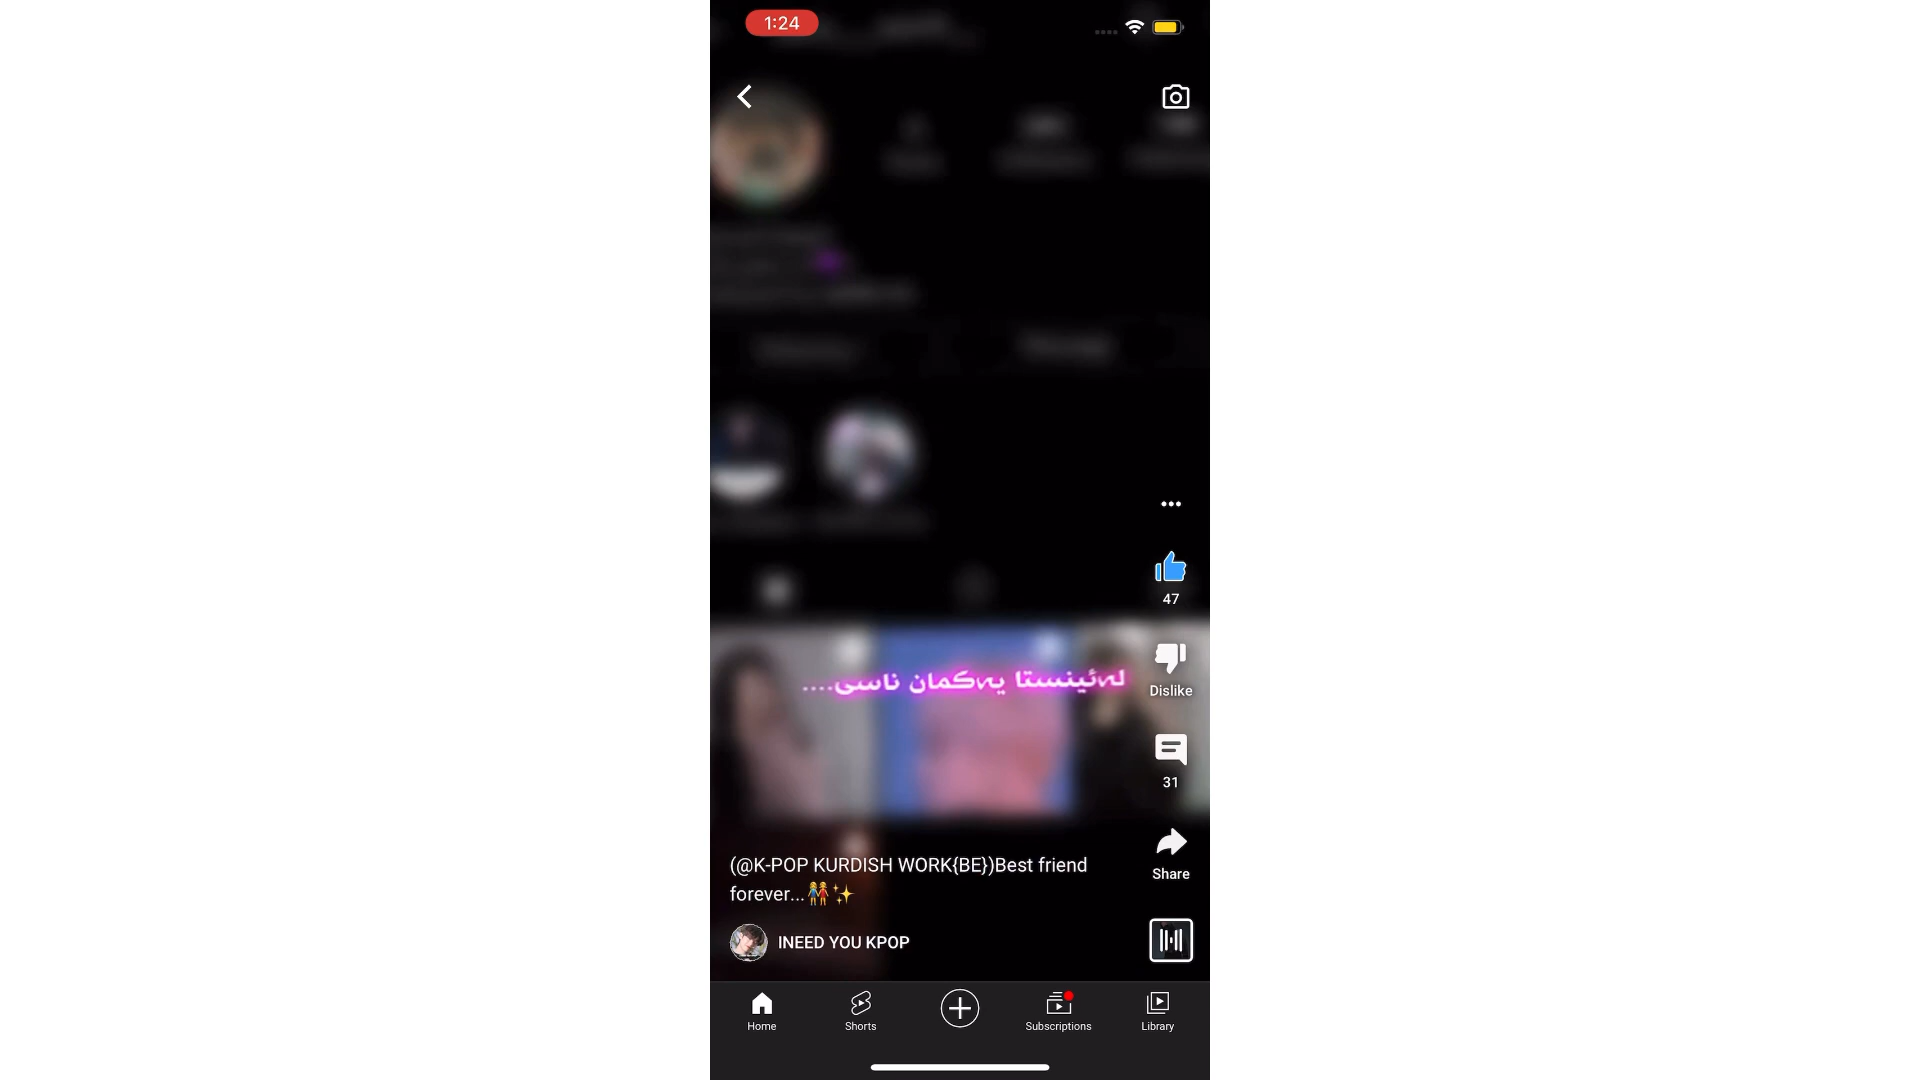 1:24
لەئینستا یەکمان ناسی....
47
Dislike
31
(@K-POP KURDISH WORK{BE})Best friend
forever...👭✨
Share
INEED YOU KPOP
Home
Shorts
Subscriptions
Library